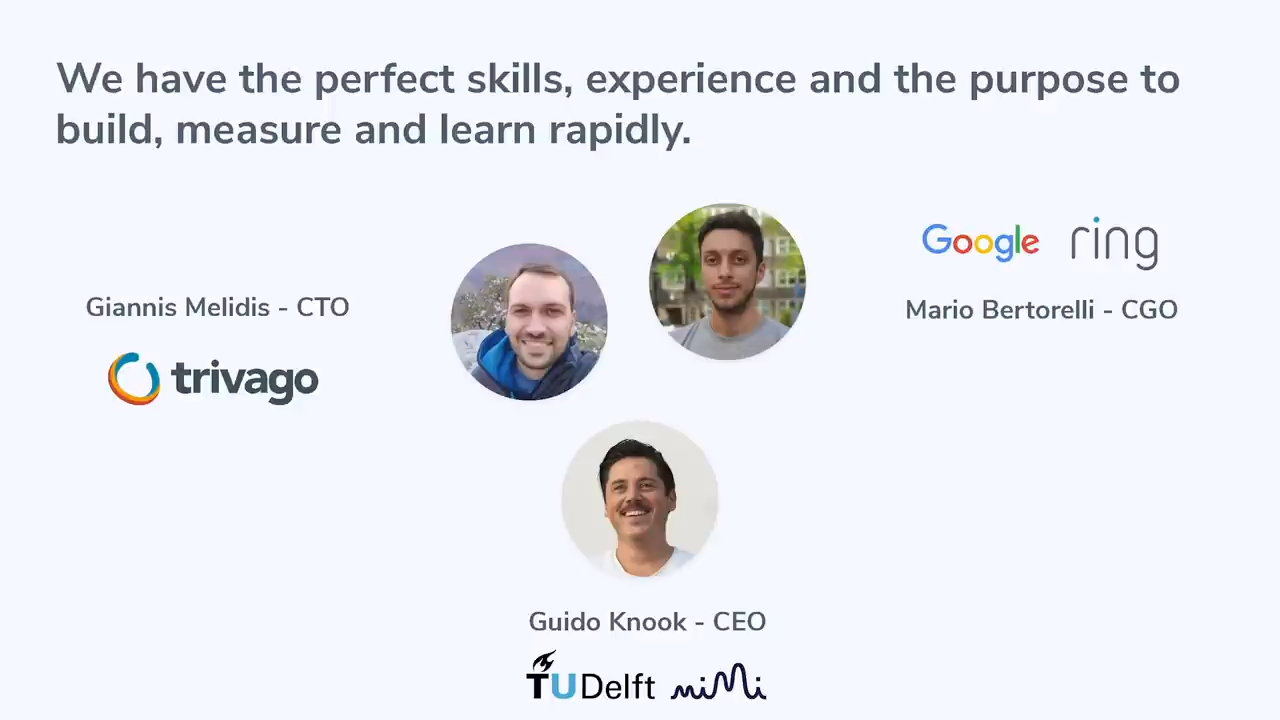 We have the perfect skills, experience and the purpose to
build, measure and learn rapidly.
Google ring
Giannis Melidis - CTO
Mario Bertorelli - CGO
trivago
Guido Knook - CEO
TU Delft miMi